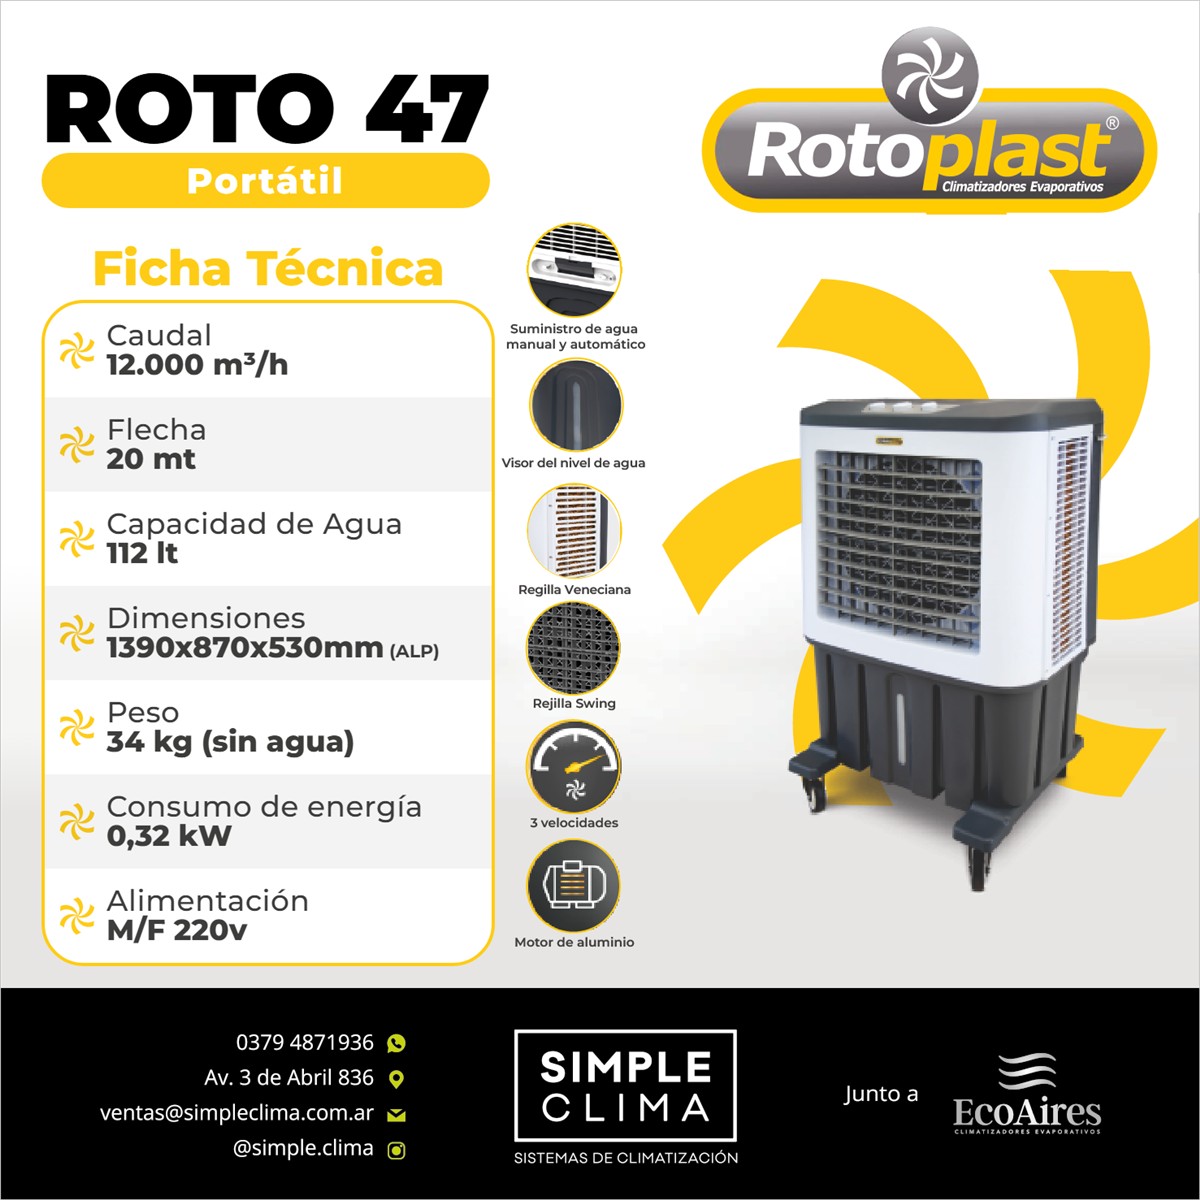 ROTO 47
Portátil
Rotoplast®
Climatizadores Evaporativos
Ficha Técnica
Caudal
12.000 m³/h
Flecha
20 mt
Capacidad de Agua
112 lt
Dimensiones
1390x870x530mm (ALP)
Peso
34 kg (sin agua)
Consumo de energía
0,32 kW
Alimentación
M/F 220v
Suministro de agua
manual y automático
Visor del nivel de agua
Regilla Veneciana
Rejilla Swing
3 velocidades
Motor de aluminio
0379 4871936
Av. 3 de Abril 836
ventas@simpleclima.com.ar
@simple.clima
SIMPLE
CLIMA
SISTEMAS DE CLIMATIZACIÓN
Junto a
EcoAires
CLIMATIZADORES EVAPORATIVOS